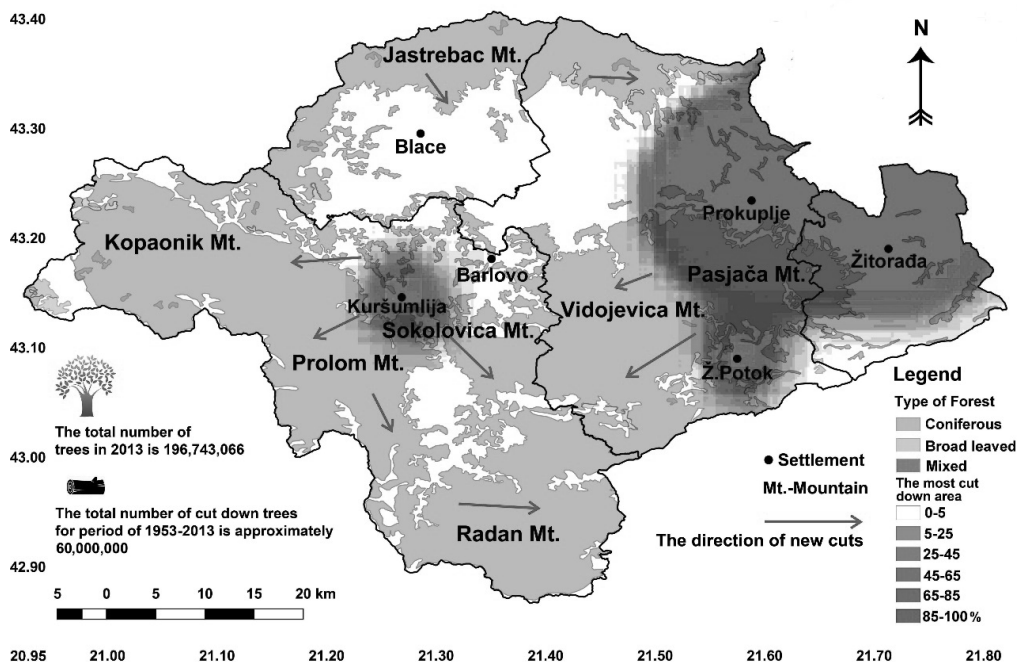 43.40
43.30
43.20
43.10
43.00
42.90
N
Jastrebac Mt.
Blace
Prokuplje
Kopaonik Mt.
Barlovo
Pasjača Mt.
Žitorađa
Kuršumlija
Sokolovica Mt.
Vidojevica Mt.
Prolom Mt.
Ž.Potok
Radan Mt.
The total number of
trees in 2013 is 196,743,066
The total number of cut down trees
for period of 1953-2013 is approximately
60,000,000
5 0 5 10 15 20 km
Settlement
Mt.-Mountain
The direction of new cuts
Legend
Type of Forest
Coniferous
Broad leaved
Mixed
The most cut
down area
0-5
5-25
25-45
45-65
65-85
85-100%
20.95 21.00 21.10 21.20 21.30 21.40 21.50 21.60 21.70 21.80